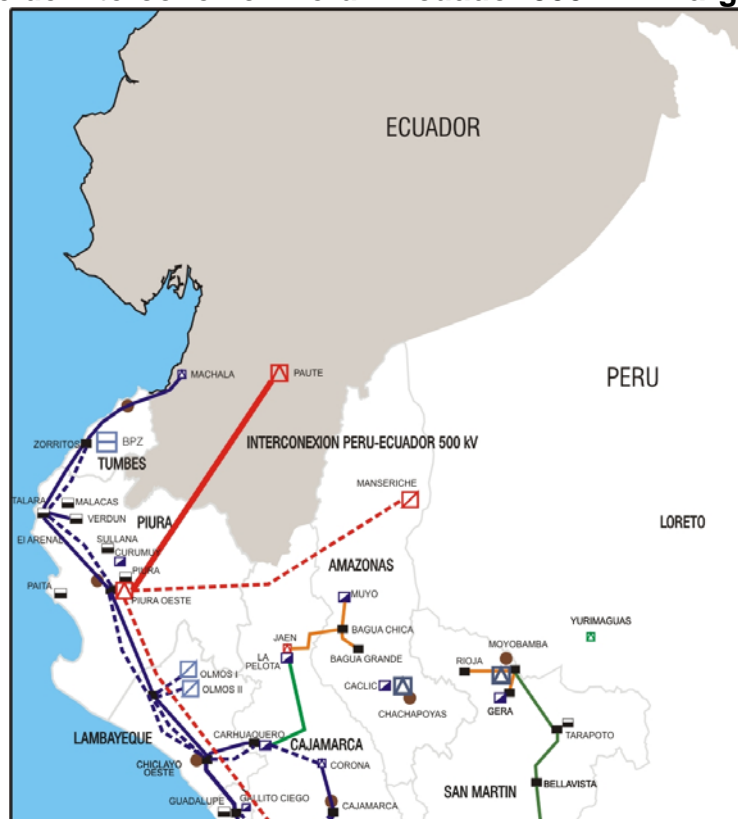 ECUADOR
PERU
MACHALA
PAUTE
ZORRITOS
BPZ
TUMBES
INTERCONEXION PERU-ECUADOR 500 kV
MANSERICHE
TALARA
MALACAS
VERDUN
PIURA
LORETO
El ARENAL
SULLANA
CURUMUY
PIURA
AMAZONAS
PAITA
PIURA OESTE
MUYO
YURIMAGUAS
BAGUA CHICA
JAEN
MOYOBAMBA
LA
PELOTA
BAGUA GRANDE
RIOJA
OLMOS I
OLMOS II
CACLIC
CHACHAPOYAS
GERA
LAMBAYEQUE
CARHUAQUERO
CAJAMARCA
TARAPOTO
CHICLAYO
OESTE
CORONA
SAN MARTIN
BELLAVISTA
GUADALUPE
GALLITO CIEGO
CAJAMARCA